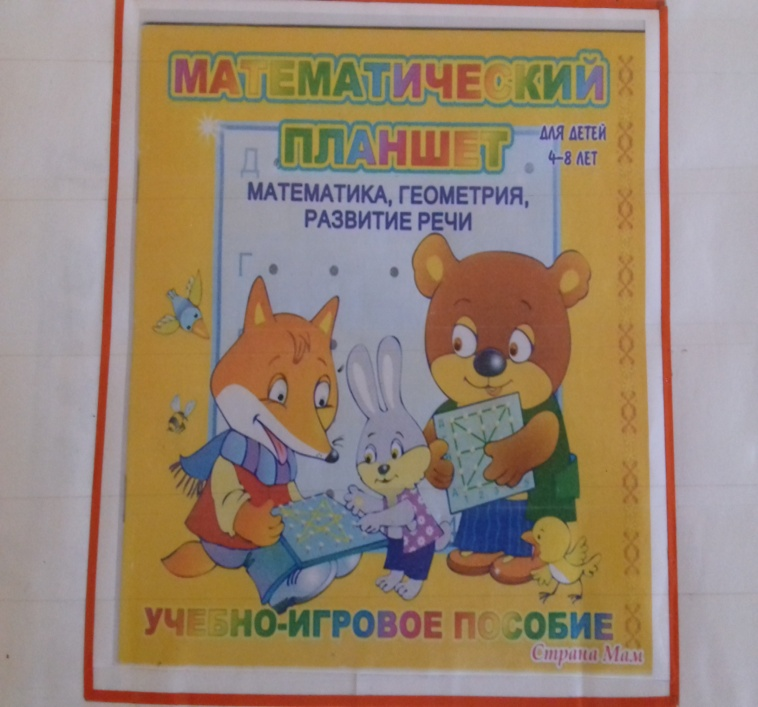 МАТЕМАТИЧЕСКИЙ
ПЛАНШЕТ
ДЛЯ ДЕТЕЙ
4-8 ЛЕТ
МАТЕМАТИКА, ГЕОМЕТРИЯ,
РАЗВИТИЕ РЕЧИ
Д
Г
УЧЕБНО-ИГРОВОЕ ПОСОБИЕ
Страна Мам